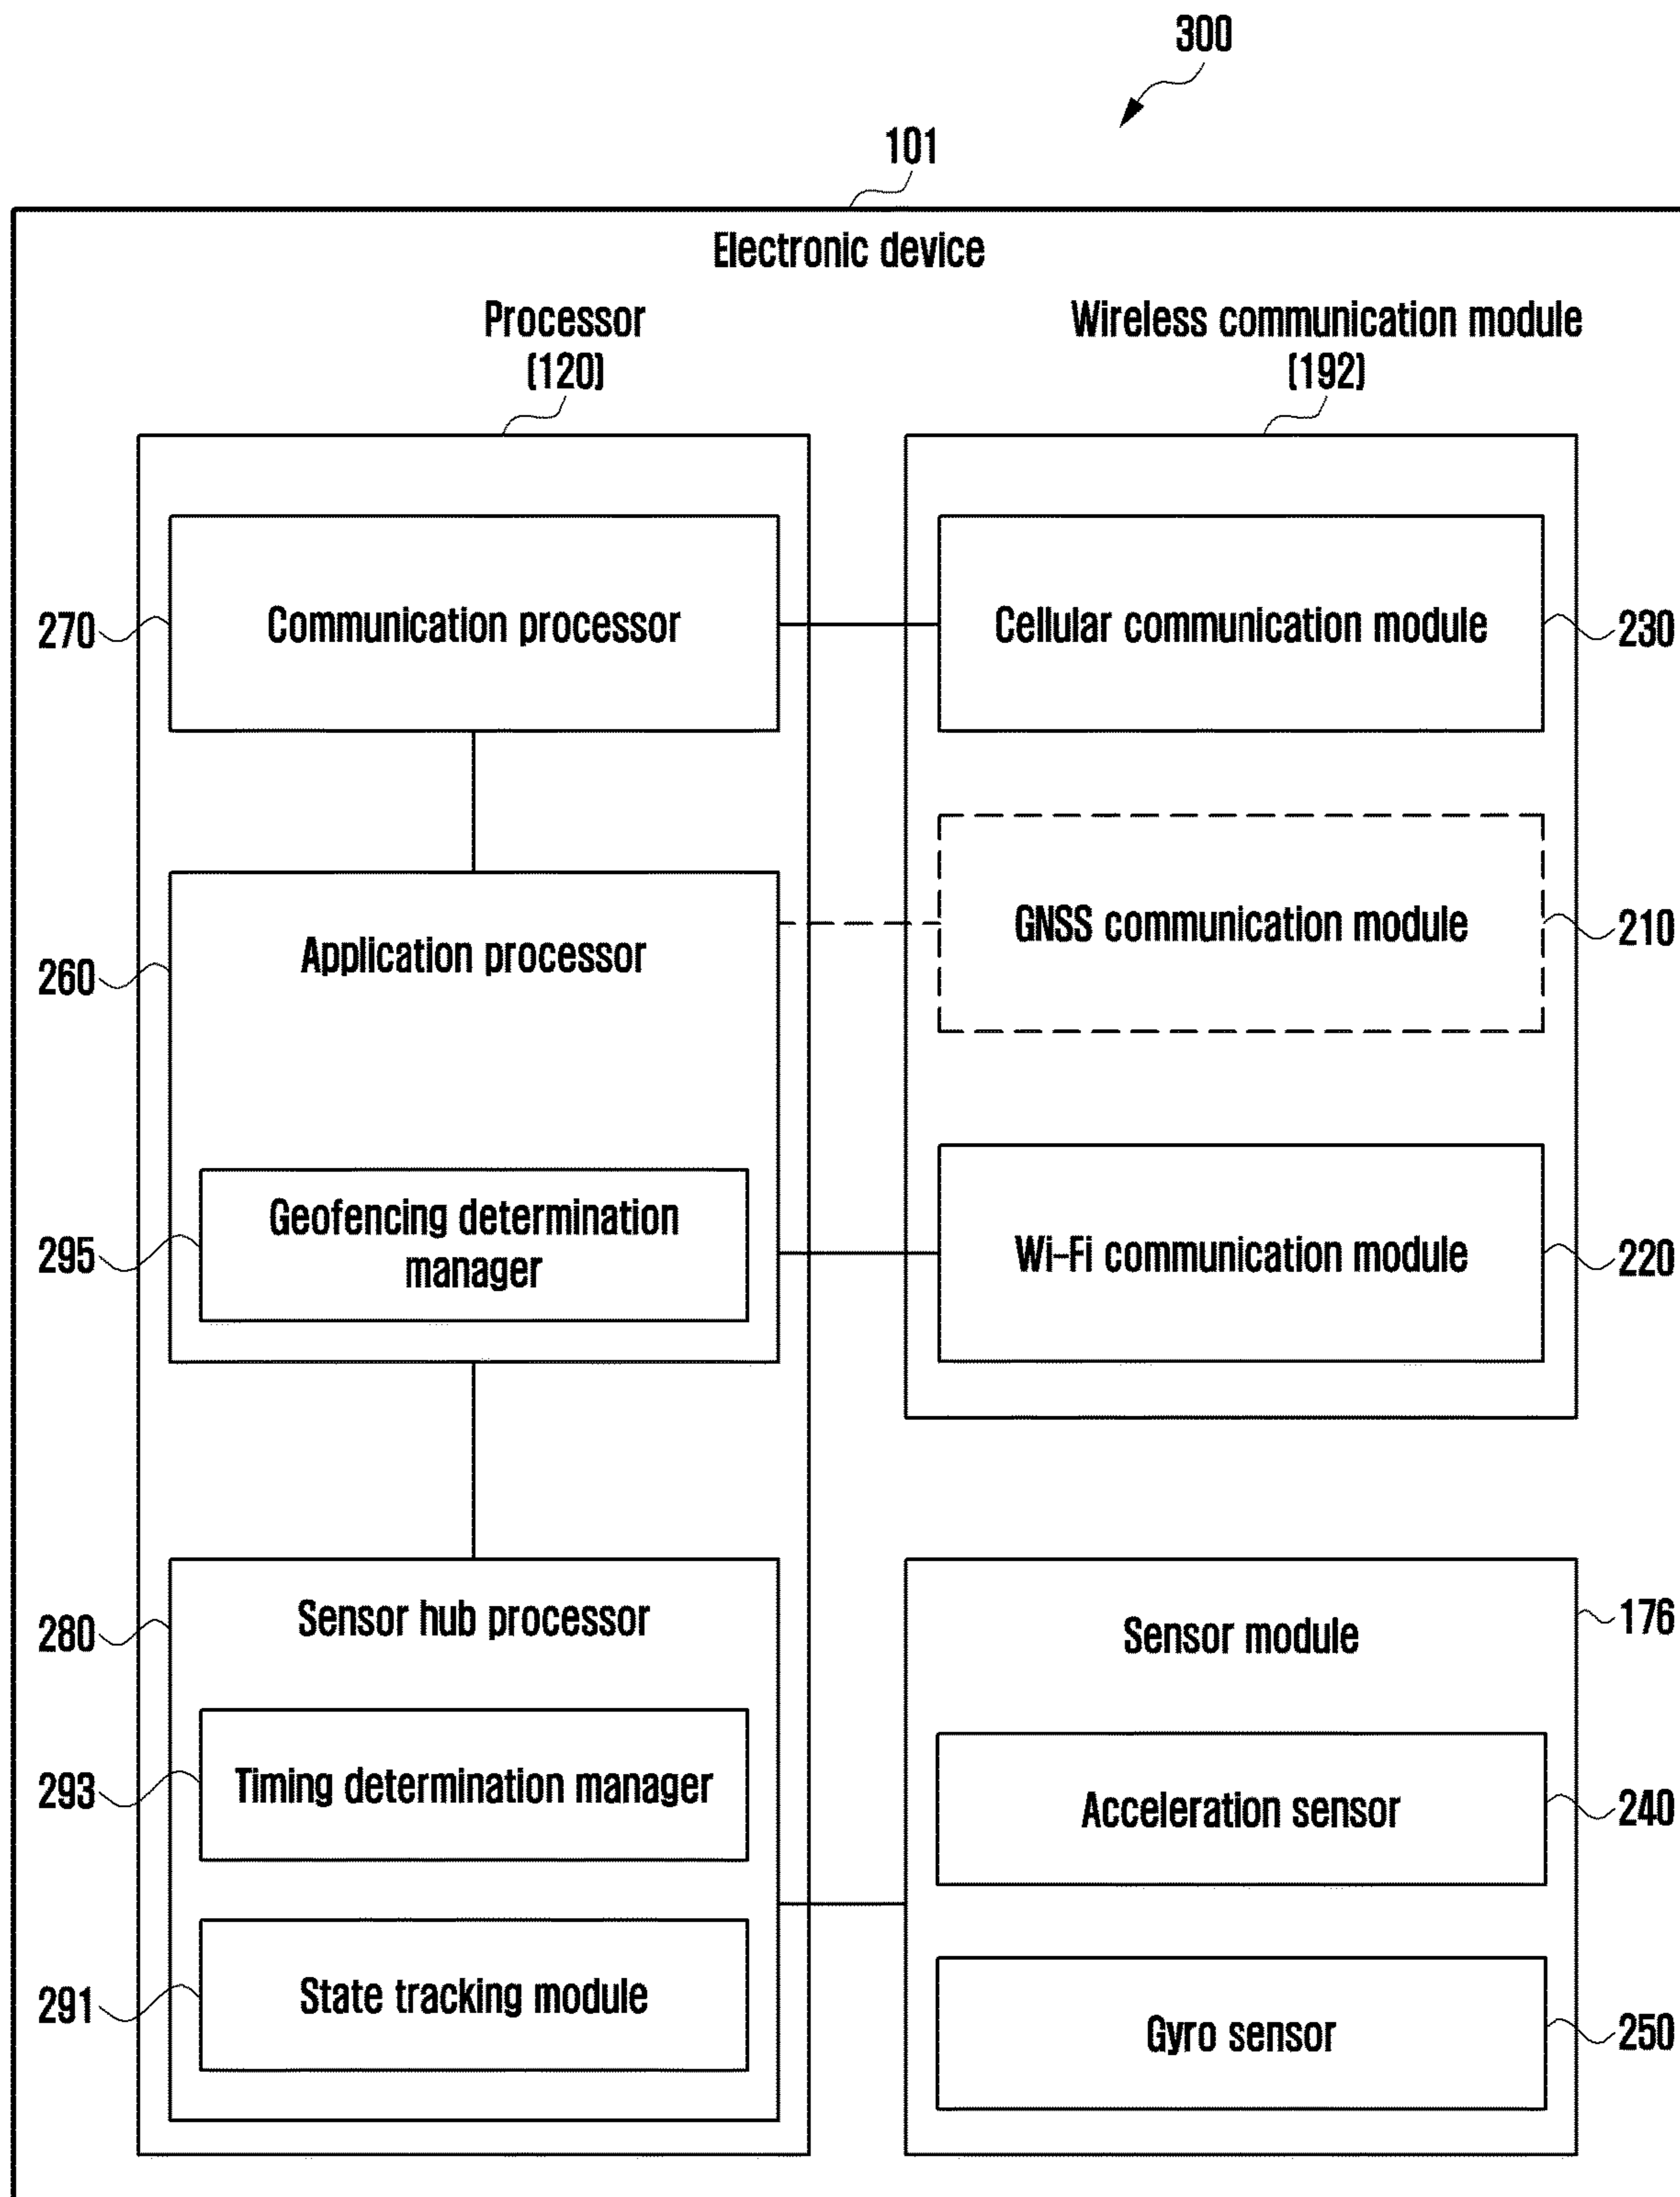 300
101
Electronic device
Processor
(120)
Wireless communication module
(192)
270
Communication processor
Cellular communication module
230
260
Application processor
GNSS communication module
210
295
Geofencing determination
manager
Wi-Fi communication module
220
280
Sensor hub processor
Sensor module
176
293
Timing determination manager
Acceleration sensor
240
291
State tracking module
Gyro sensor
250